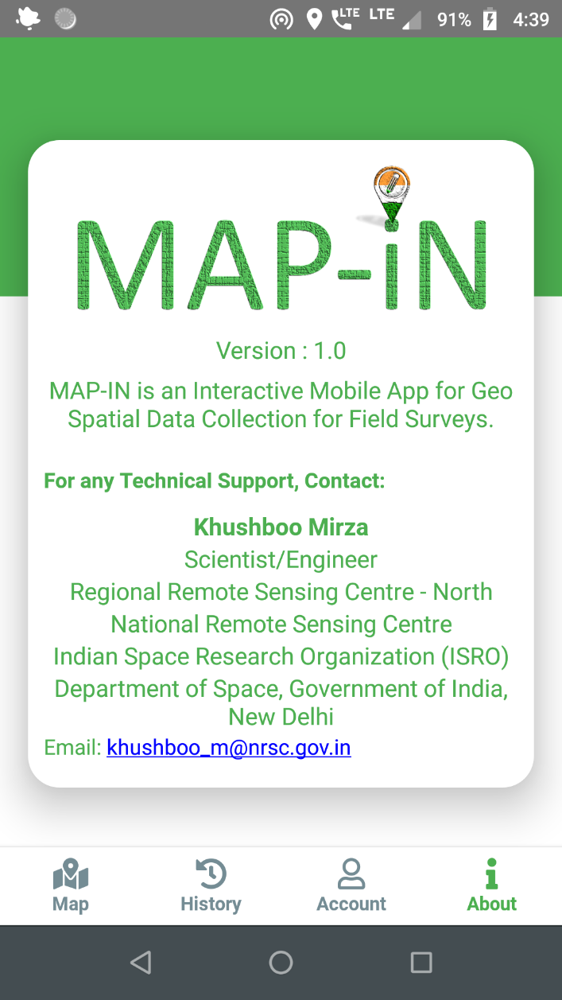 LTE LTE 91% 4:39
MAP-iN
Version : 1.0
MAP-IN is an Interactive Mobile App for Geo
Spatial Data Collection for Field Surveys.
For any Technical Support, Contact:
Khushboo Mirza
Scientist/Engineer
Regional Remote Sensing Centre - North
National Remote Sensing Centre
Indian Space Research Organization (ISRO)
Department of Space, Government of India,
New Delhi
Email: khushboo_m@nrsc.gov.in
Map History Account About